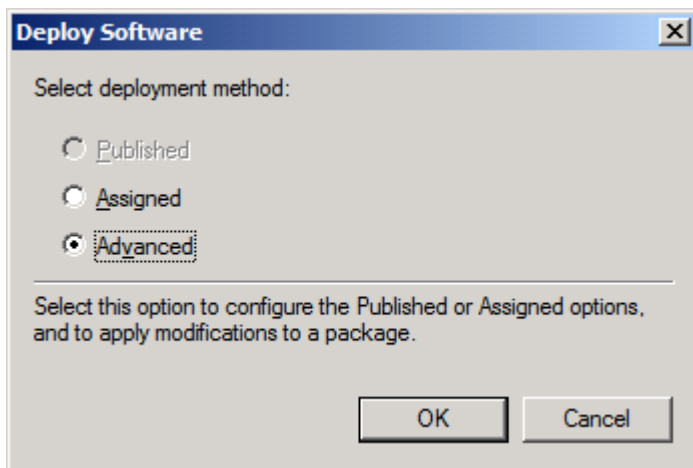 Deploy Software
Select deployment method:
Published
Assigned
Advanced
Select this option to configure the Published or Assigned options,
and to apply modifications to a package.
OK Cancel